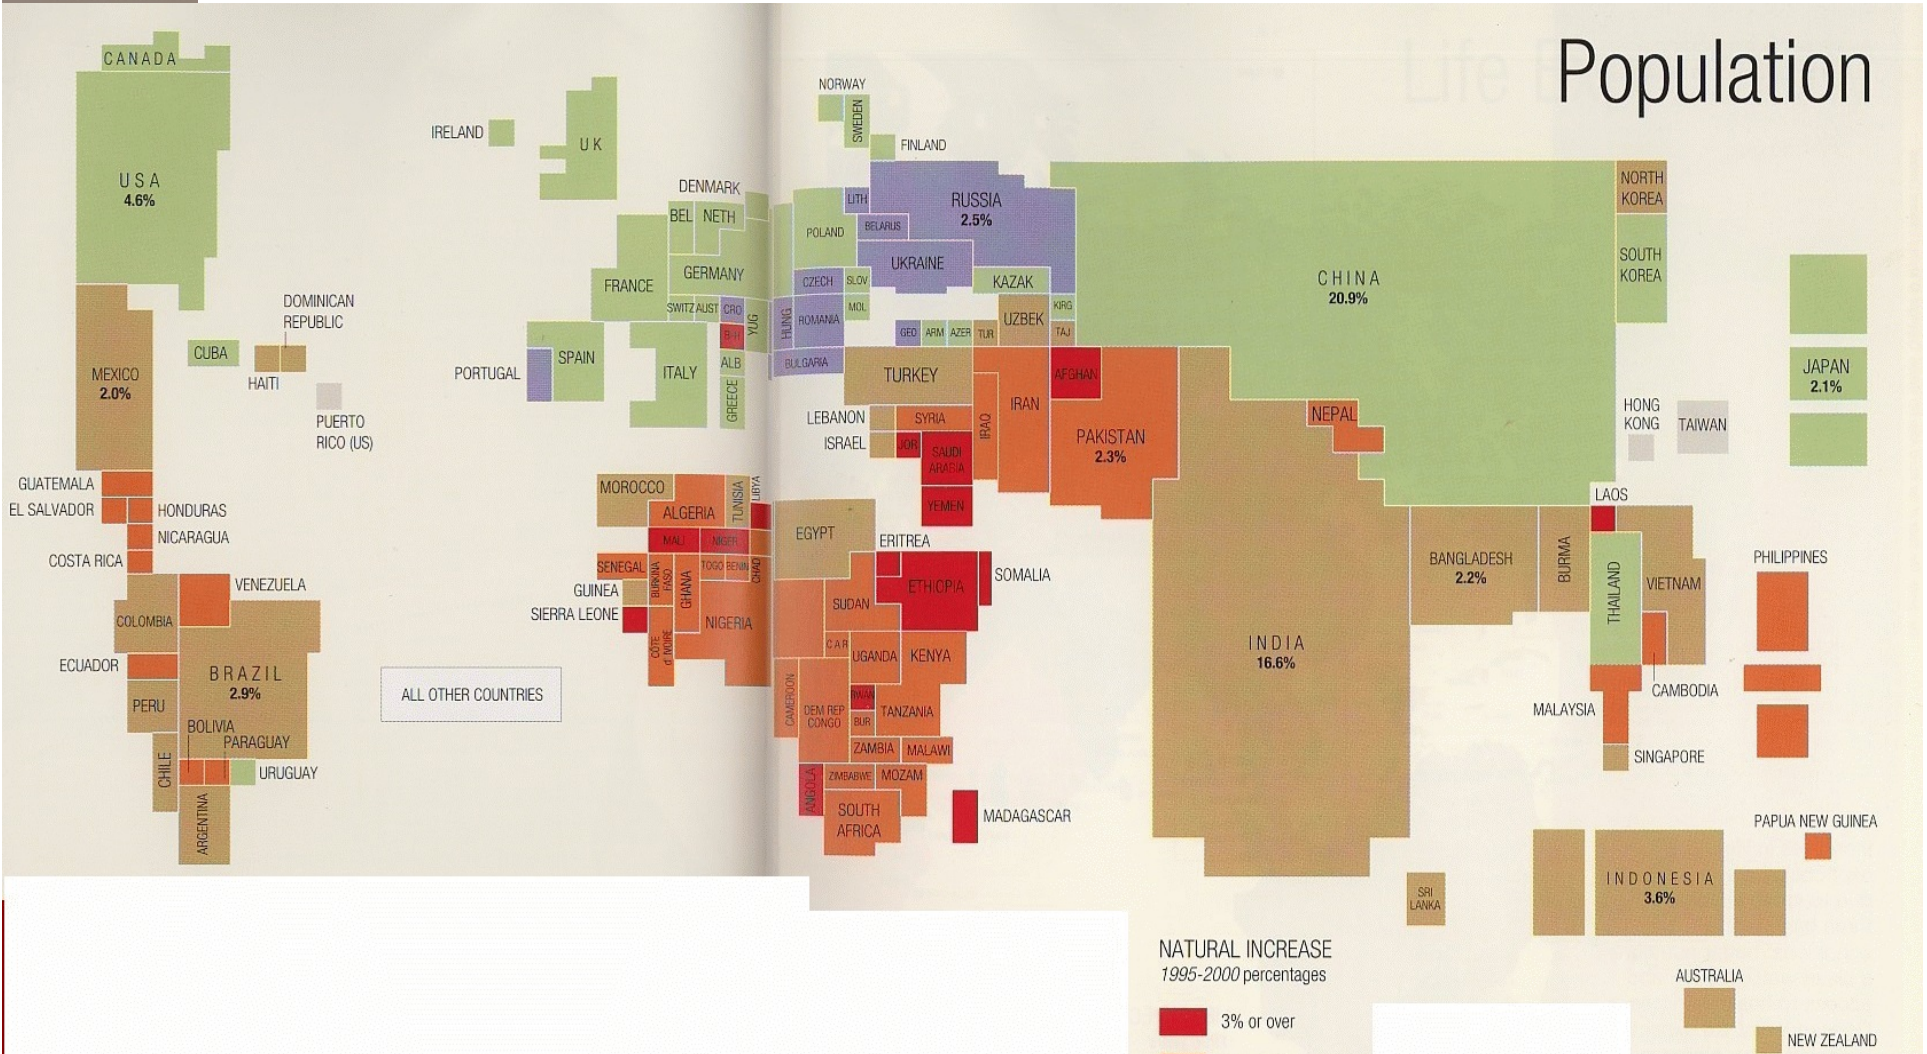 Population
CANADA
USA
4.6%
MEXICO
2.0%
CUBA
DOMINICAN
REPUBLIC
HAITI
PUERTO
RICO (US)
GUATEMALA
EL SALVADOR
HONDURAS
NICARAGUA
COSTA RICA
VENEZUELA
COLOMBIA
ECUADOR
BRAZIL
2.9%
PERU
BOLIVIA
PARAGUAY
CHILE
URUGUAY
ARGENTINA
ALL OTHER COUNTRIES
IRELAND
UK
NORWAY
SWEDEN
FINLAND
DENMARK
BEL
NETH
GERMANY
FRANCE
SWITZ
AUST
CRO
B-H
YUG
ALB
GREECE
ITALY
SPAIN
PORTUGAL
POLAND
LITH
BELARUS
RUSSIA
2.5%
UKRAINE
CZECH
SLOV
HUNG
ROMANIA
MOL
BULGARIA
KAZAK
GEO
ARM
AZER
TUR
UZBEK
KIRG
TAJ
TURKEY
LEBANON
ISRAEL
SYRIA
JOR
SAUDI
ARABIA
YEMEN
IRAQ
IRAN
AFGHAN
PAKISTAN
2.3%
MOROCCO
ALGERIA
TUNISIA
LIBYA
EGYPT
MALI
NIGER
CHAD
SENEGAL
GUINEA
SIERRA LEONE
BURKINA
FASO
GHANA
TOGO
BENIN
COTE
d'IVOIRE
NIGERIA
ERITREA
ETHIOPIA
SOMALIA
SUDAN
CAR
UGANDA
KENYA
CAMEROON
DEM REP
CONGO
RWAN
BUR
TANZANIA
ZAMBIA
MALAWI
ANGOLA
ZIMBABWE
MOZAM
SOUTH
AFRICA
MADAGASCAR
CHINA
20.9%
NEPAL
INDIA
16.6%
BANGLADESH
2.2%
BURMA
SRI
LANKA
NORTH
KOREA
SOUTH
KOREA
JAPAN
2.1%
HONG
KONG
TAIWAN
LAOS
THAILAND
VIETNAM
CAMBODIA
MALAYSIA
SINGAPORE
PHILIPPINES
PAPUA NEW GUINEA
INDONESIA
3.6%
AUSTRALIA
NEW ZEALAND
NATURAL INCREASE
1995-2000 percentages
3% or over